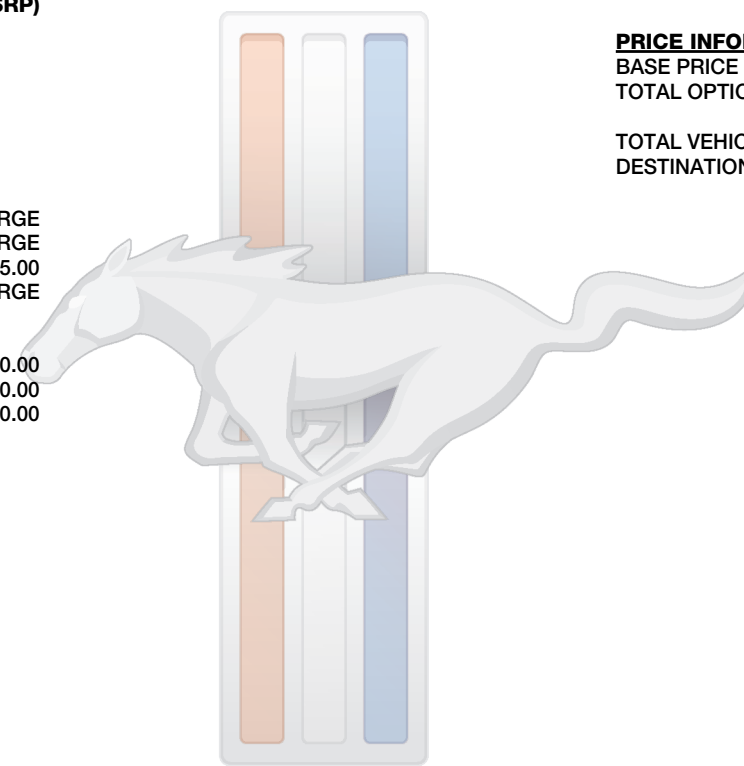 SRP)
RGE
RGE
5.00
RGE
0.00
0.00
0.00
PRICE INFO
BASE PRICE
TOTAL OPTIO
TOTAL VEHIC
DESTINATION